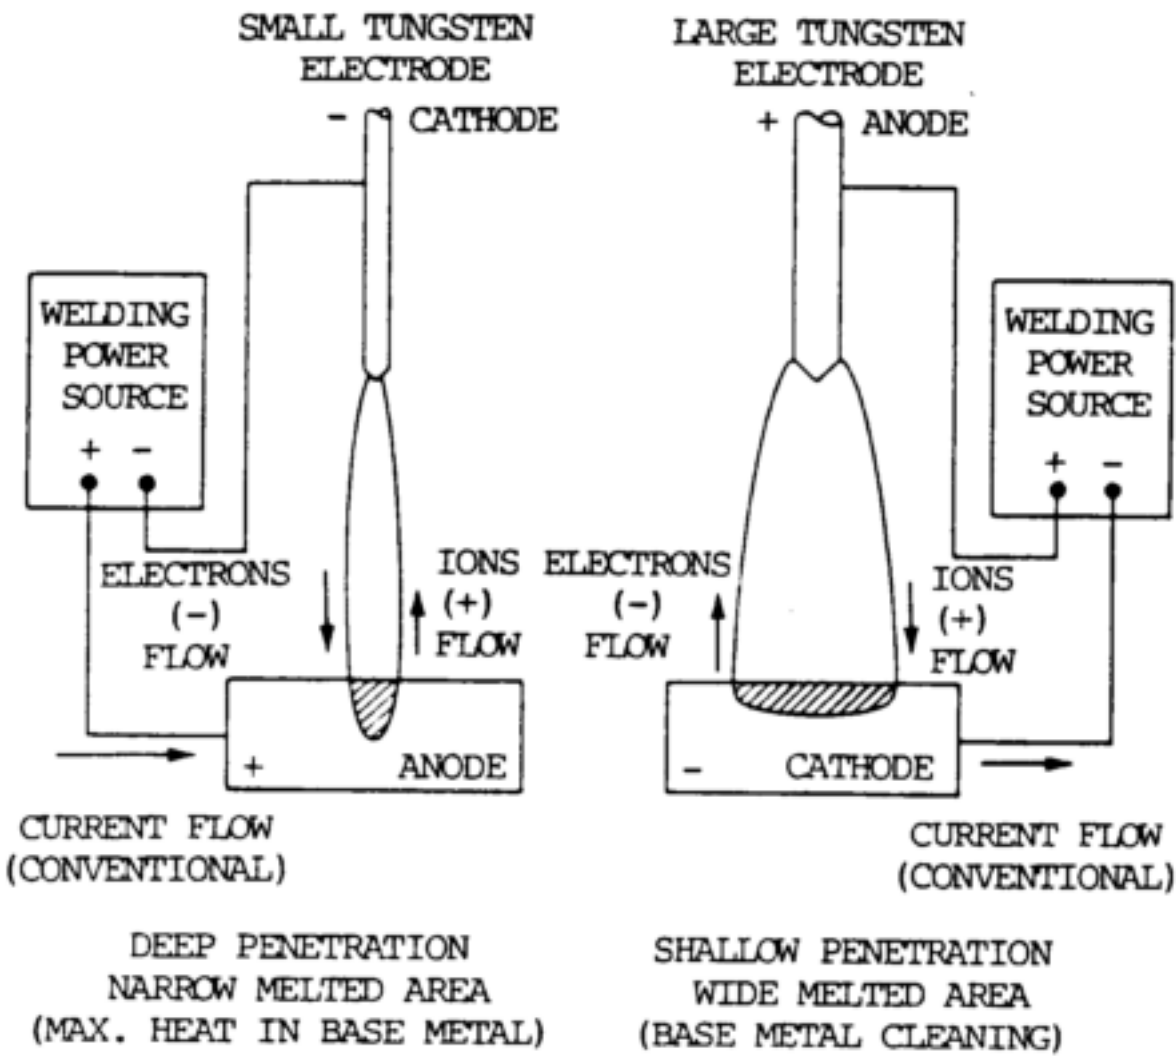 SMALL TUNGSTEN
ELECTRODE
- CATHODE
WELDING
POWER
SOURCE
+ -
ELECTRONS
(-)
FLOW
IONS
(+)
FLOW
+ ANODE
CURRENT FLOW
(CONVENTIONAL)
DEEP PENETRATION
NARROW MELTED AREA
(MAX. HEAT IN BASE METAL)
LARGE TUNGSTEN
ELECTRODE
+ ANODE
WELDING
POWER
SOURCE
+ -
ELECTRONS
(-)
FLOW
IONS
(+)
FLOW
- CATHODE
CURRENT FLOW
(CONVENTIONAL)
SHALLOW PENETRATION
WIDE MELTED AREA
(BASE METAL CLEANING)